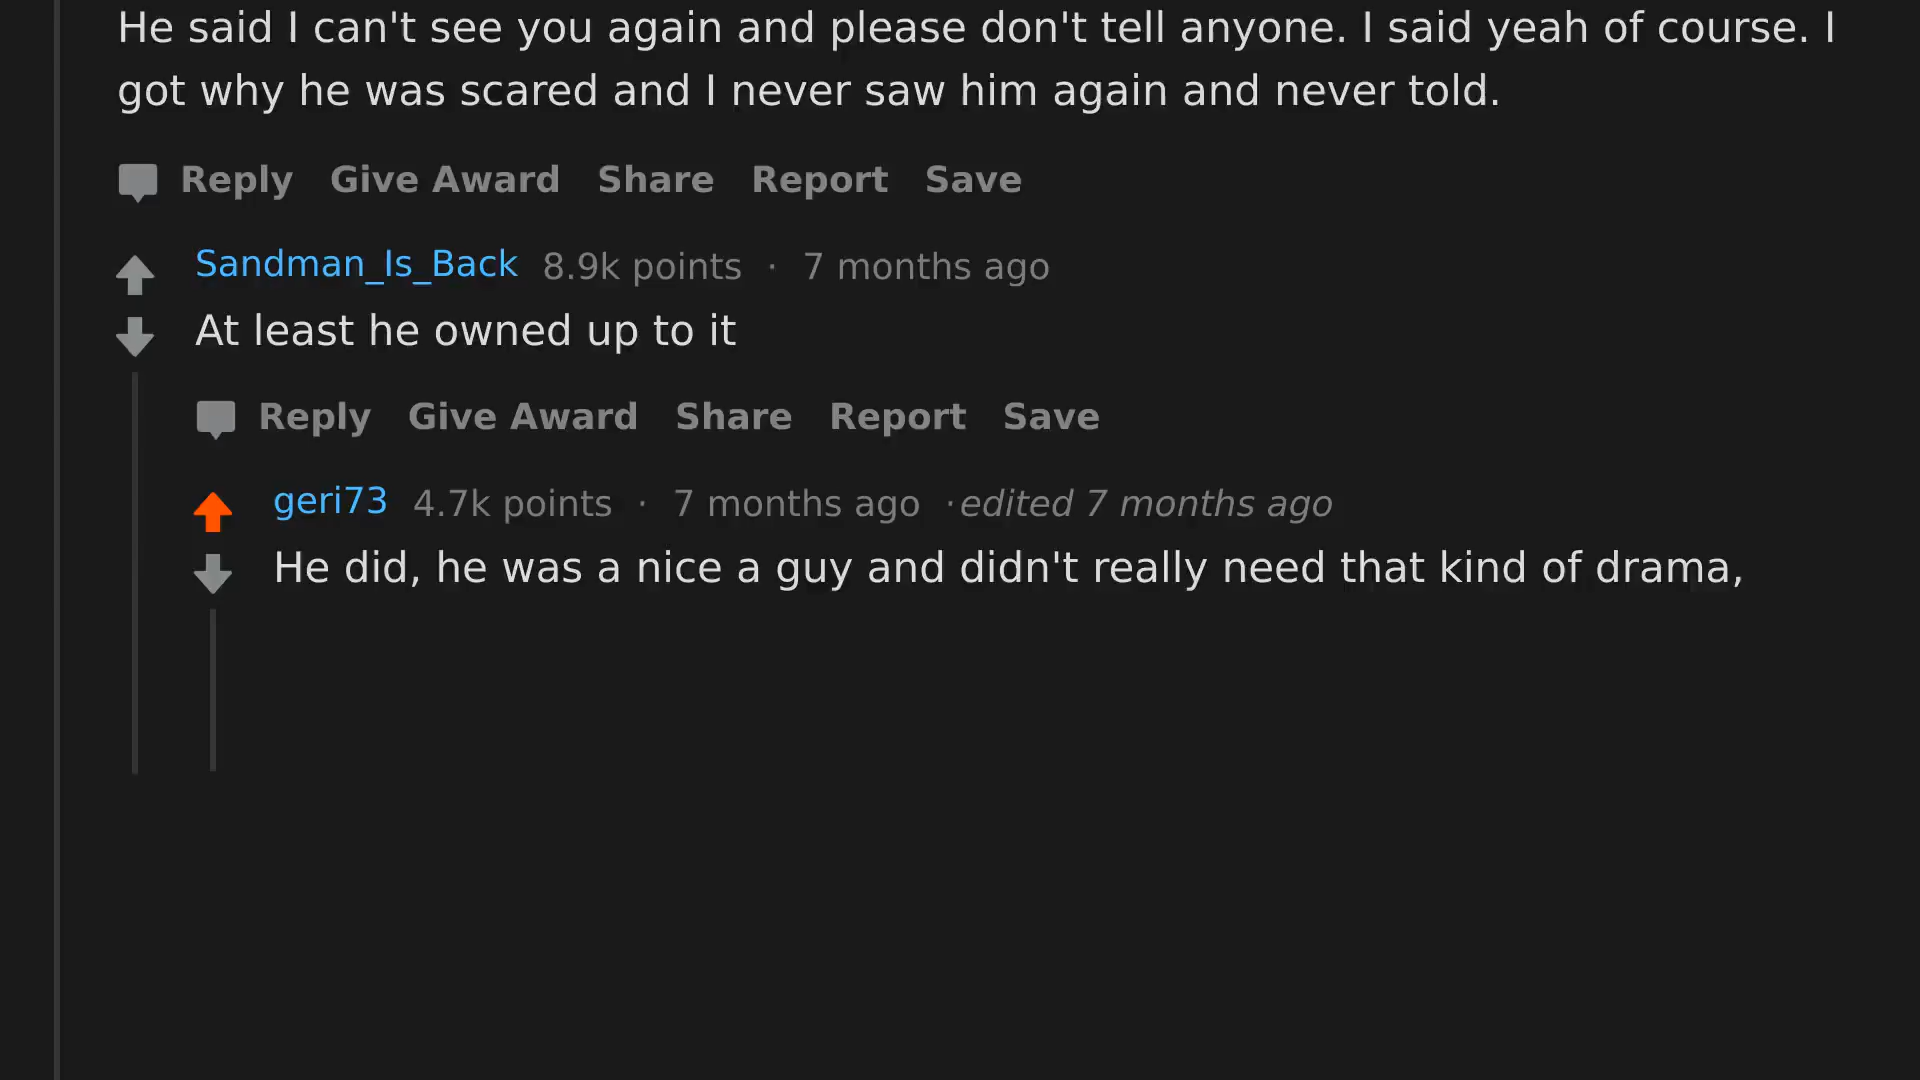 He said I can't see you again and please don't tell anyone. I said yeah of course. I
got why he was scared and I never saw him again and never told.
Reply Give Award Share Report Save
Sandman_Is_Back 8.9k points · 7 months ago
At least he owned up to it
Reply Give Award Share Report Save
geri73 4.7k points · 7 months ago · edited 7 months ago
He did, he was a nice a guy and didn't really need that kind of drama,